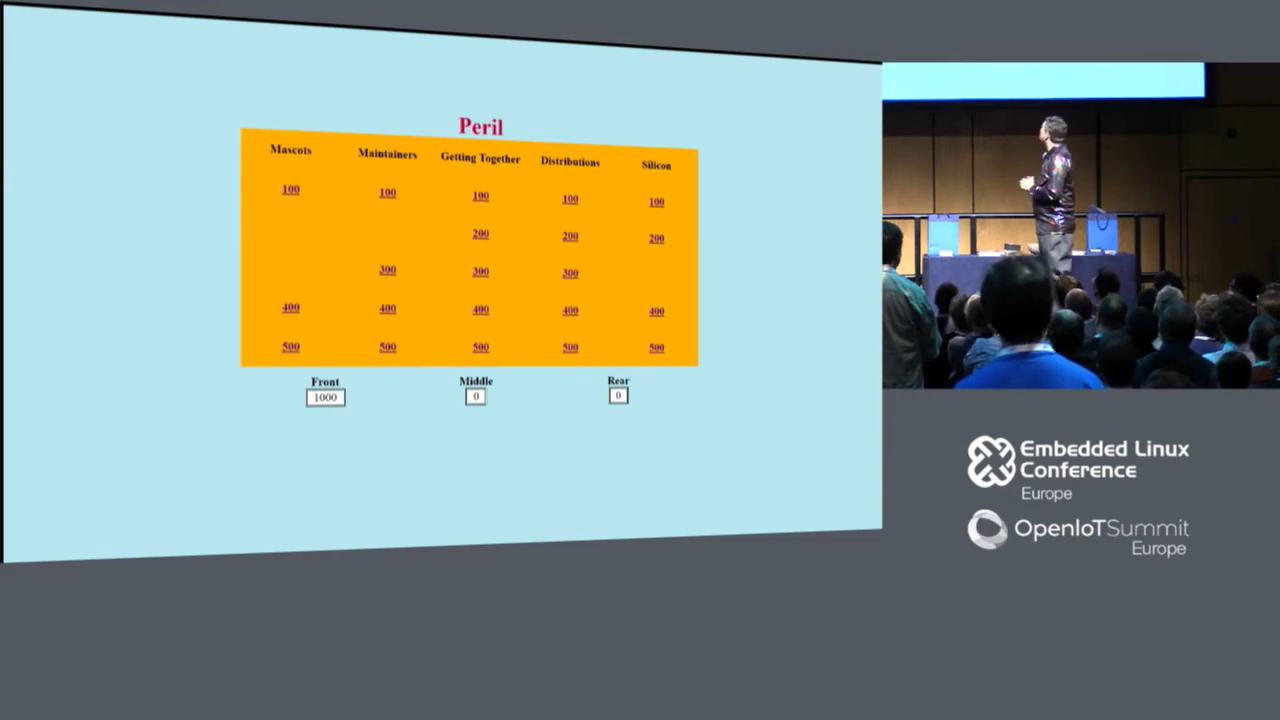 Peril
Mascots Maintainers Getting Together Distributions Silicon
100 100 100 100 100
200 200 200
300 300 300
400 400 400 400 400
500 500 500 500 500
Front Middle Rear
1000 0 0
Embedded Linux
Conference
Europe
OpenIoTSummit
Europe